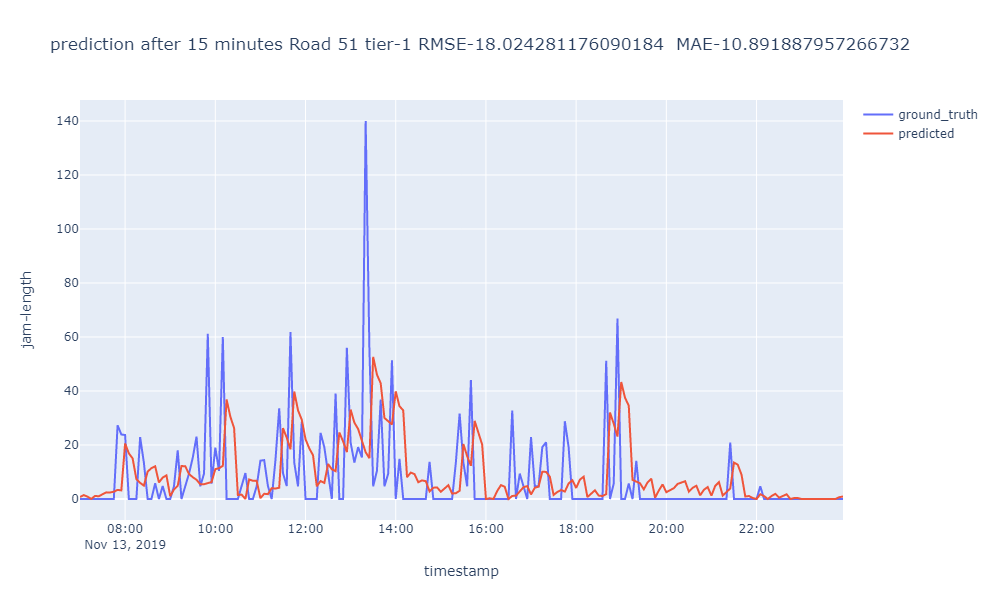 prediction after 15 minutes Road 51 tier-1 RMSE-18.024281176090184  MAE-10.891887957266732
ground_truth
predicted
140
120
100
80
60
40
20
0
jam-length
08:00 10:00 12:00 14:00 16:00 18:00 20:00 22:00
Nov 13, 2019
timestamp